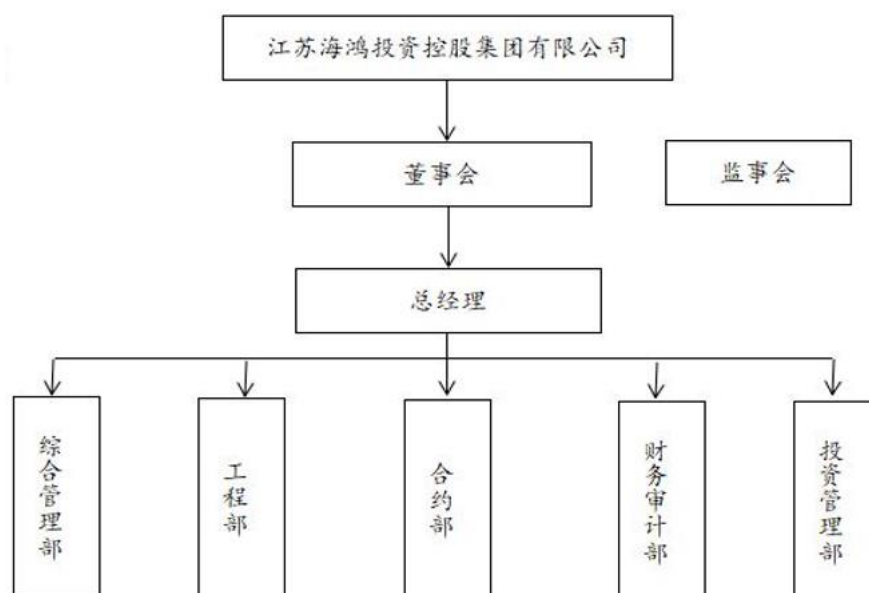 江苏海鸿投资控股集团有限公司
董事会
监事会
总经理
综合管理部
工程部
合约部
财务审计部
投资管理部